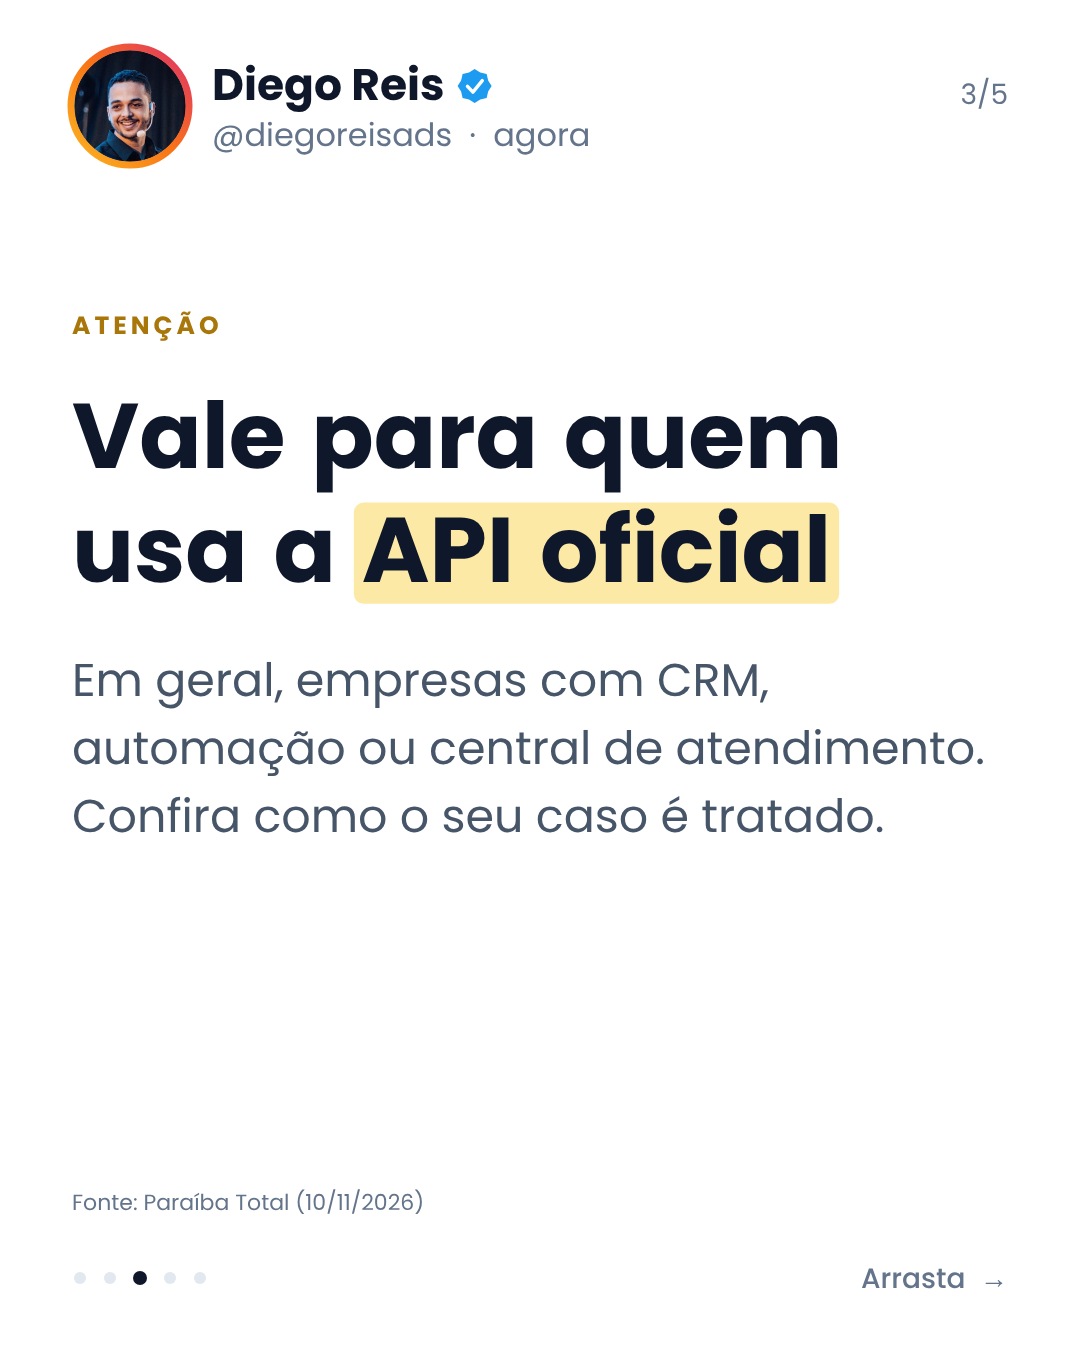 Diego Reis
@diegoreisads · agora
3/5
ATENÇÃO
Vale para quem
usa a API oficial
Em geral, empresas com CRM,
automação ou central de atendimento.
Confira como o seu caso é tratado.
Fonte: Paraíba Total (10/11/2026)
Arrasta →